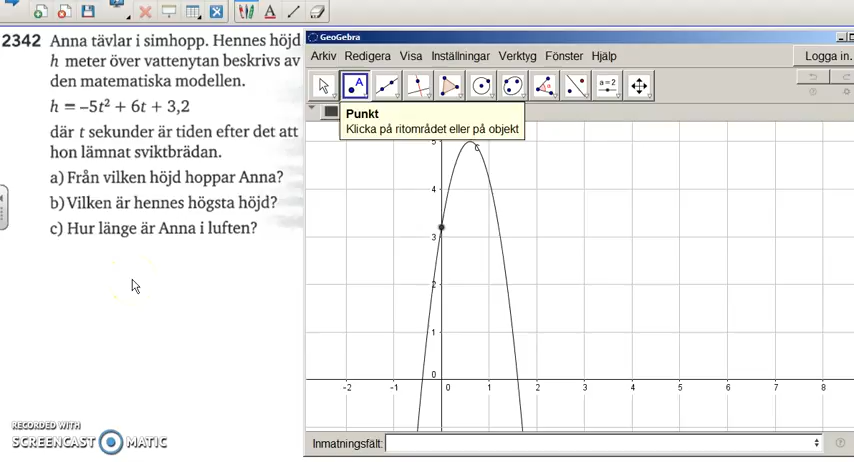 2342 Anna tävlar i simhopp. Hennes höjd
h meter över vattenytan beskrivs av
den matematiska modellen.
h = –5t² + 6t + 3,2
där t sekunder är tiden efter det att
hon lämnat sviktbrädan.
a) Från vilken höjd hoppar Anna?
b) Vilken är hennes högsta höjd?
c) Hur länge är Anna i luften?
RECORDED WITH
SCREENCAST MATIC
GeoGebra
Arkiv Redigera Visa Inställningar Verktyg Fönster Hjälp Logga in..
A
a=2
Punkt
Klicka på ritområdet eller på objekt
c
5
4
3
2
1
0
-2 -1 0 1 2 3 4 5 6 7 8
Inmatningsfält: